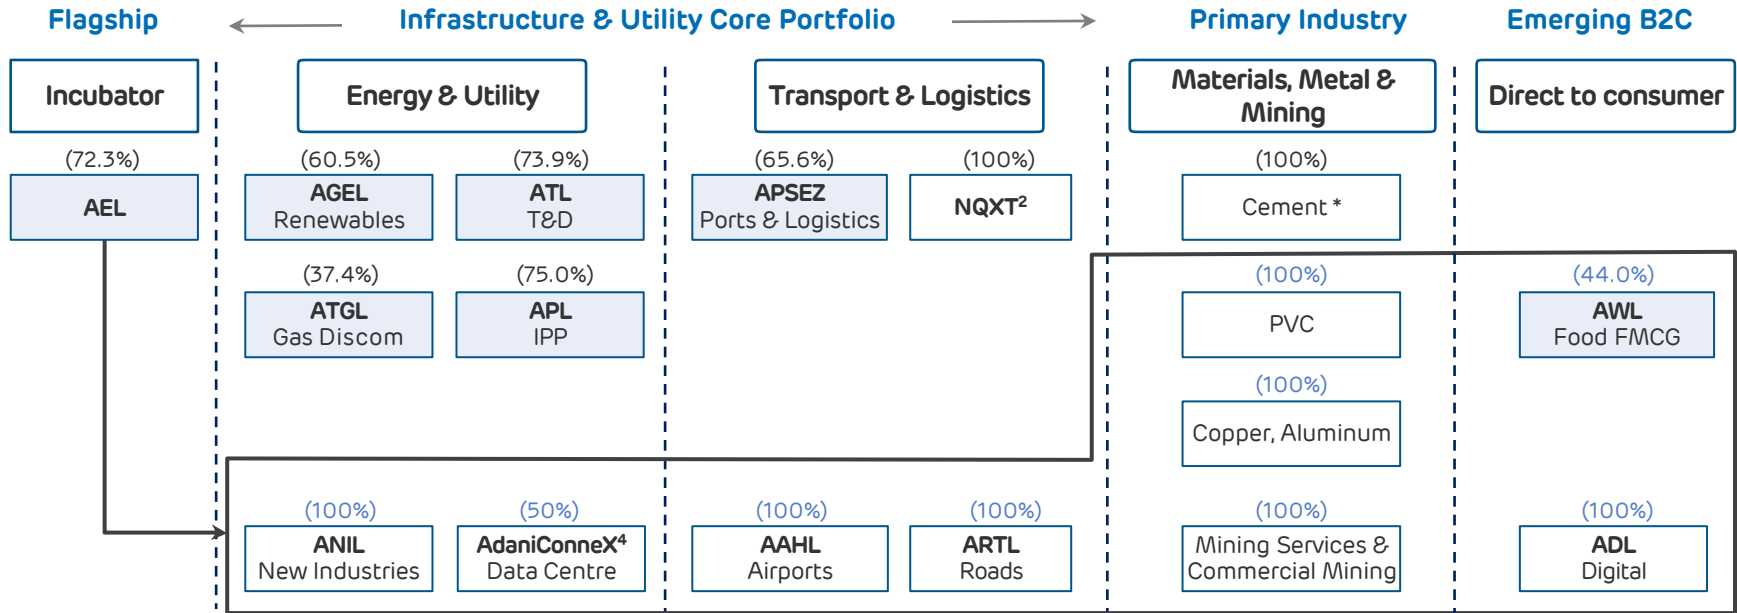 Flagship
Infrastructure & Utility Core Portfolio
Primary Industry
Emerging B2C
Incubator
Energy & Utility
Transport & Logistics
Materials, Metal &
Mining
Direct to consumer
(72.3%)
(60.5%)
(73.9%)
(65.6%)
(100%)
(100%)
AEL
AGEL
Renewables
ATL
T&D
APSEZ
Ports & Logistics
NQXT²
Cement *
(37.4%)
(75.0%)
(100%)
(44.0%)
ATGL
Gas Discom
APL
IPP
PVC
AWL
Food FMCG
(100%)
Copper, Aluminum
(100%)
(50%)
(100%)
(100%)
(100%)
(100%)
ANIL
New Industries
AdaniConneX⁴
Data Centre
AAHL
Airports
ARTL
Roads
Mining Services &
Commercial Mining
ADL
Digital